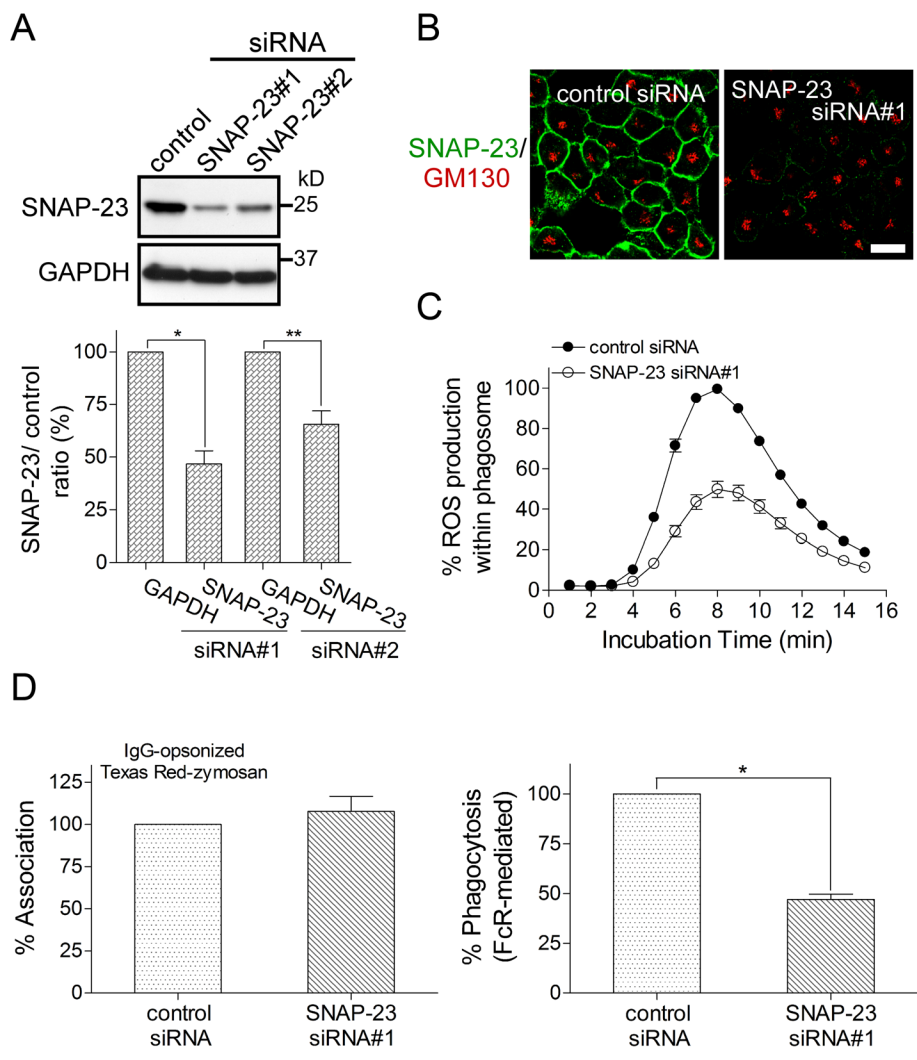 A
siRNA
control
SNAP-23#1
SNAP-23#2
kD
SNAP-23
25
GAPDH
37
SNAP-23/ control
ratio (%)
100
75
50
25
0
*
**
GAPDH
SNAP-23
GAPDH
SNAP-23
siRNA#1
siRNA#2
B
SNAP-23/
GM130
control siRNA
SNAP-23
siRNA#1
C
control siRNA
SNAP-23 siRNA#1
% ROS production
within phagosome
100
80
60
40
20
0
0 2 4 6 8 10 12 14 16
Incubation Time (min)
D
IgG-opsonized
Texas Red-zymosan
% Association
125
100
75
50
25
0
control
siRNA
SNAP-23
siRNA#1
% Phagocytosis
(FcR-mediated)
100
75
50
25
0
*
control
siRNA
SNAP-23
siRNA#1